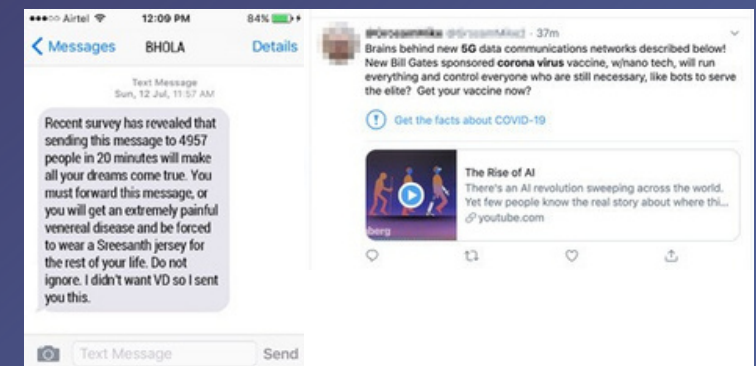 Airtel 12:09 PM 84%
Messages BHOLA Details
Text Message
Sun, 12 Jul, 11:57 AM
Recent survey has revealed that
sending this message to 4957
people in 20 minutes will make
all your dreams come true. You
must forward this message, or
you will get an extremely painful
venereal disease and be forced
to wear a Sreesanth jersey for
the rest of your life. Do not
ignore. I didn't want VD so I sent
you this.
Text Message Send
· 37m
Brains behind new 5G data communications networks described below!
New Bill Gates sponsored corona virus vaccine, w/nano tech, will run
everything and control everyone who are still necessary, like bots to serve
the elite? Get your vaccine now?
Get the facts about COVID-19
berg
The Rise of AI
There's an AI revolution sweeping across the world.
Yet few people know the real story about where thi...
youtube.com